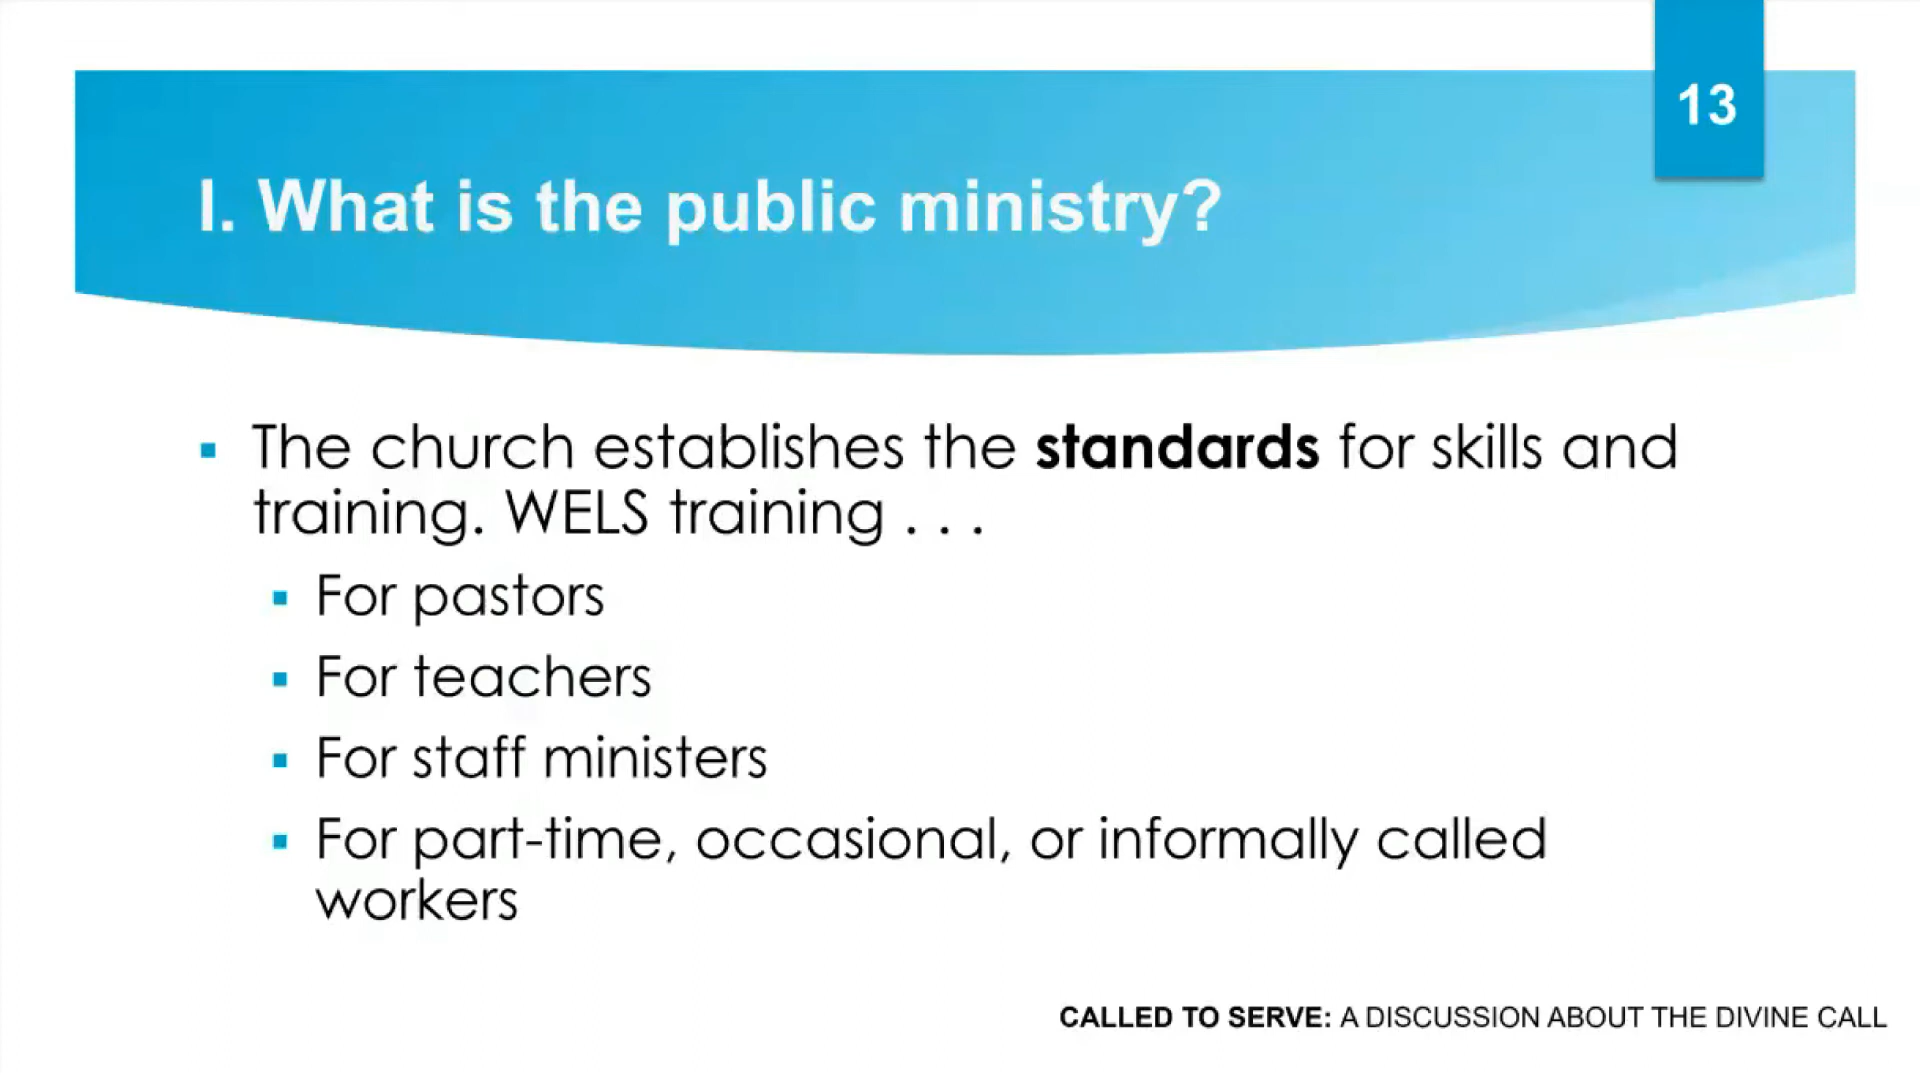 13
I. What is the public ministry?
▪ The church establishes the standards for skills and
training. WELS training . . .
▪ For pastors
▪ For teachers
▪ For staff ministers
▪ For part-time, occasional, or informally called
workers
CALLED TO SERVE: A DISCUSSION ABOUT THE DIVINE CALL